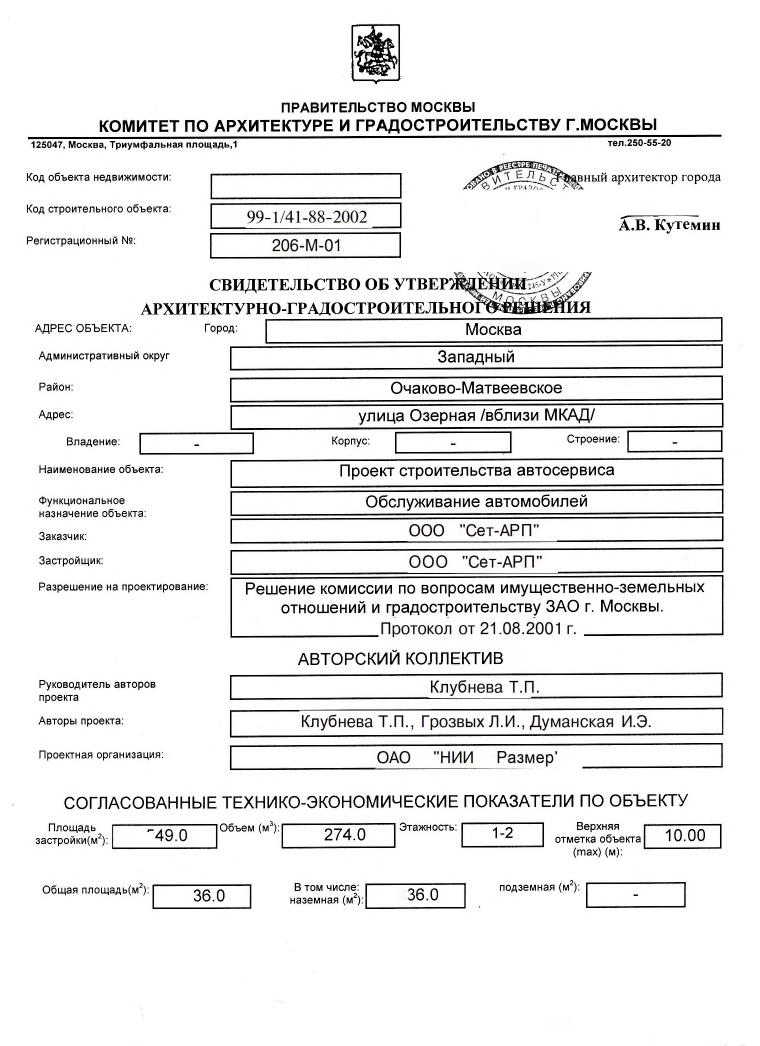 ПРАВИТЕЛЬСТВО МОСКВЫ
КОМИТЕТ ПО АРХИТЕКТУРЕ И ГРАДОСТРОИТЕЛЬСТВУ Г.МОСКВЫ
125047, Москва, Триумфальная площадь,1 тел.250-55-20
Код объекта недвижимости:
Главный архитектор города
Код строительного объекта: 99-1/41-88-2002
А.В. Кутемин
Регистрационный №: 206-М-01
СВИДЕТЕЛЬСТВО ОБ УТВЕРЖДЕНИИ
АРХИТЕКТУРНО-ГРАДОСТРОИТЕЛЬНОГО РЕШЕНИЯ
МОСКВЫ
АДРЕС ОБЪЕКТА: Город: Москва
Административный округ Западный
Район: Очаково-Матвеевское
Адрес: улица Озерная /вблизи МКАД/
Владение: - Корпус: - Строение: -
Наименование объекта: Проект строительства автосервиса
Функциональное
назначение объекта: Обслуживание автомобилей
Заказчик: ООО "Сет-АРП"
Застройщик: ООО "Сет-АРП"
Разрешение на проектирование: Решение комиссии по вопросам имущественно-земельных
отношений и градостроительству ЗАО г. Москвы.
Протокол от 21.08.2001 г.
АВТОРСКИЙ КОЛЛЕКТИВ
Руководитель авторов
проекта Клубнева Т.П.
Авторы проекта: Клубнева Т.П., Грозвых Л.И., Думанская И.Э.
Проектная организация: ОАО "НИИ Размер'
СОГЛАСОВАННЫЕ ТЕХНИКО-ЭКОНОМИЧЕСКИЕ ПОКАЗАТЕЛИ ПО ОБЪЕКТУ
Площадь
застройки(м²): 49.0 Объем (м³): 274.0 Этажность: 1-2 Верхняя
отметка объекта
(max) (м): 10.00
Общая площадь(м²): 36.0 В том числе:
наземная (м²): 36.0 подземная (м²): -